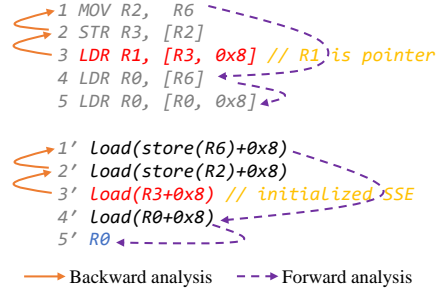 1 MOV R2, R6
2 STR R3, [R2]
3 LDR R1, [R3, 0x8] // R1 is pointer
4 LDR R0, [R6]
5 LDR R0, [R0, 0x8]
1’ load(store(R6)+0x8)
2’ load(store(R2)+0x8)
3’ load(R3+0x8) // initialized SSE
4’ load(R0+0x8)
5’ R0
Backward analysis Forward analysis